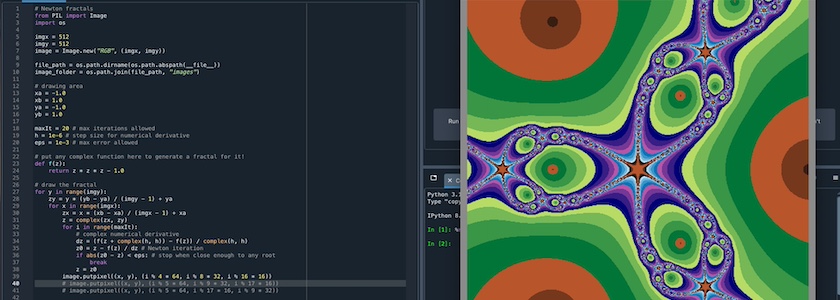 1 # Newton fractals
2 from PIL import Image
3 import os
4
5 imgx = 512
6 imgy = 512
7 image = Image.new("RGB", (imgx, imgy))
8
9 file_path = os.path.dirname(os.path.abspath(__file__))
10 image_folder = os.path.join(file_path, "images")
11
12 # drawing area
13 xa = -1.0
14 xb = 1.0
15 ya = -1.0
16 yb = 1.0
17
18 maxIt = 20 # max iterations allowed
19 h = 1e-6 # step size for numerical derivative
20 eps = 1e-3 # max error allowed
21
22 # put any complex function here to generate a fractal for it!
23 def f(z):
24 return z * z * z - 1.0
25
26 # draw the fractal
27 for y in range(imgy):
28 zy = y * (yb - ya) / (imgy - 1) + ya
29 for x in range(imgx):
30 zx = x * (xb - xa) / (imgx - 1) + xa
31 z = complex(zx, zy)
32 for i in range(maxIt):
33 # complex numerical derivative
34 dz = (f(z + complex(h, h)) - f(z)) / complex(h, h)
35 z0 = z - f(z) / dz # Newton iteration
36 if abs(z0 - z) < eps: # stop when close enough to any root
37 break
38 z = z0
39 image.putpixel((x, y), (i % 4 * 64, i % 8 * 32, i % 16 * 16))
40 # image.putpixel((x, y), (i % 5 * 64, i % 9 * 32, i % 17 * 16))
41 # image.putpixel((x, y), (i % 5 * 64, i % 17 * 16, i % 9 * 32))
42
Run
Python 3.
Type "cop
IPython 8.
In [1]:
In [2]: